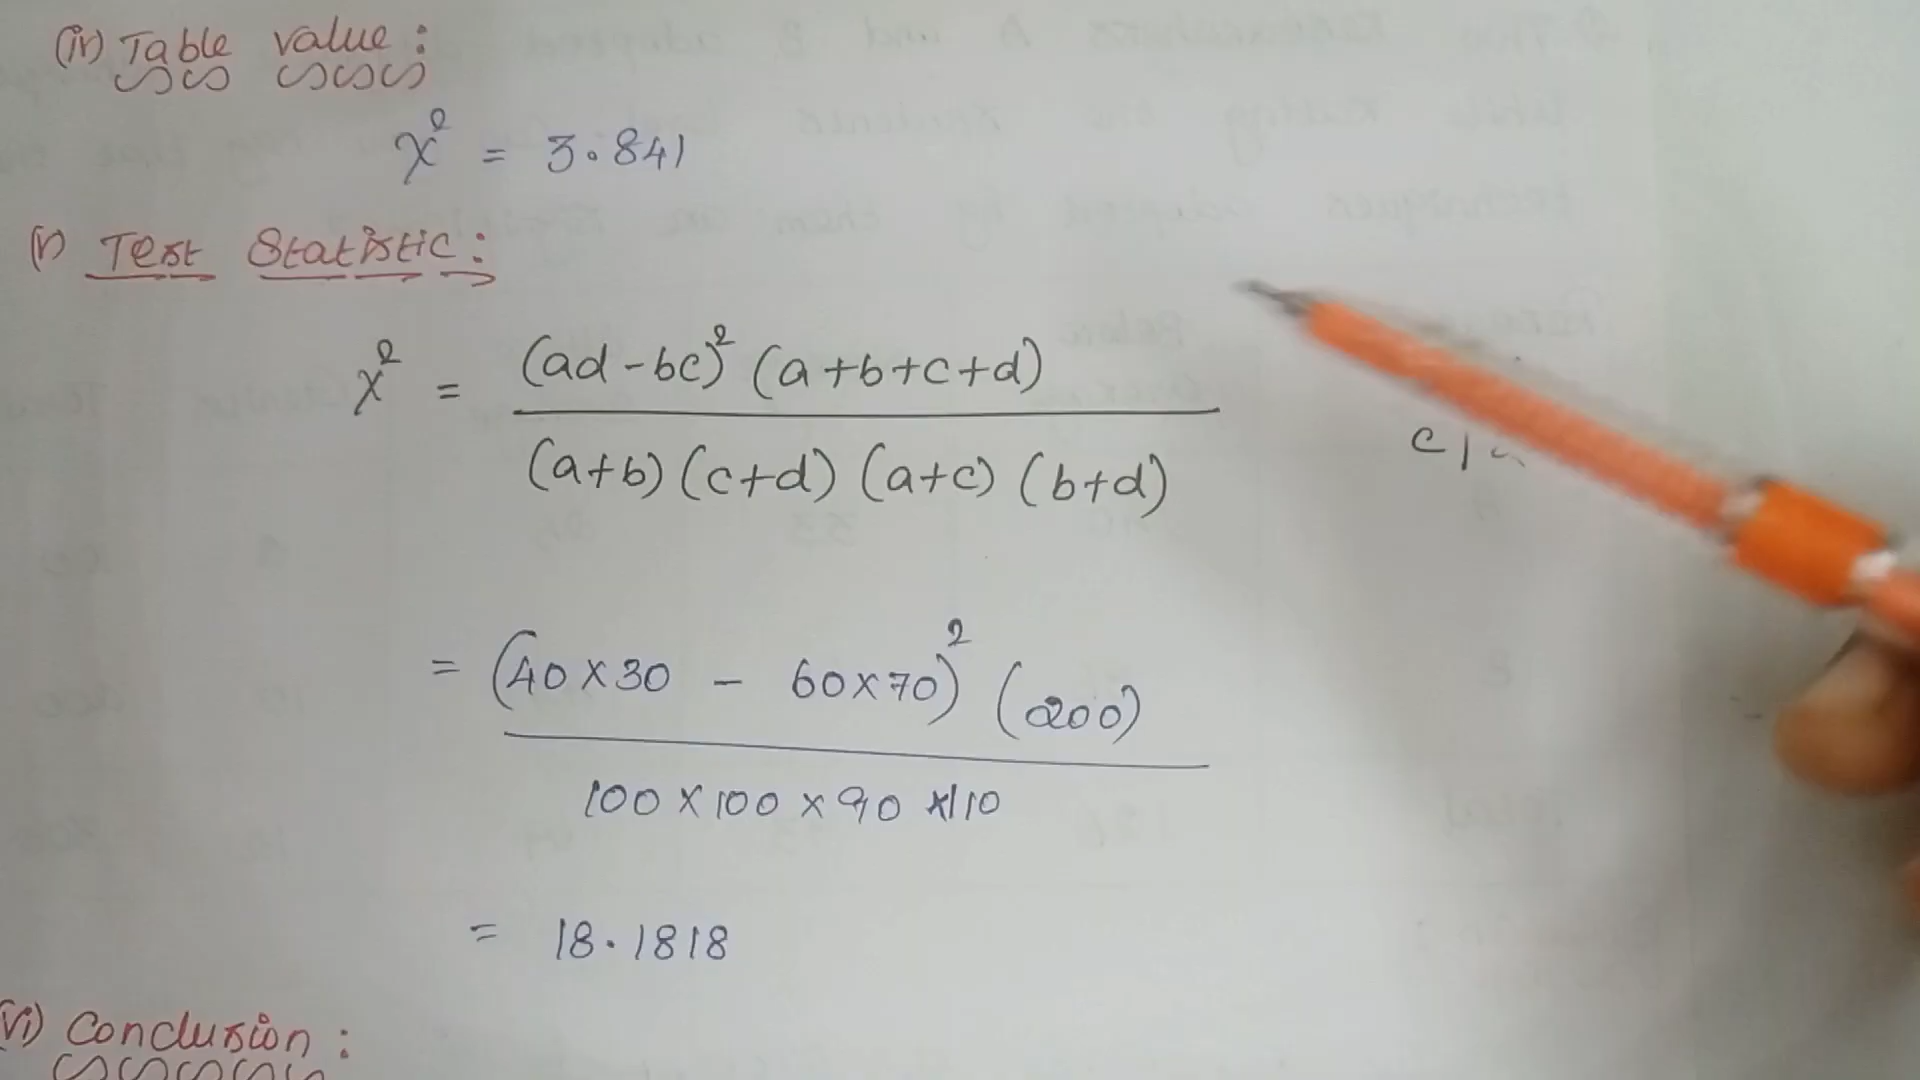 (iv) Table value:
χ² = 3.841
(v) Test Statistic:
χ² = (ad-bc)² (a+b+c+d)
(a+b) (c+d) (a+c) (b+d)
c |
= (40×30 - 60×70)² (200)
100 × 100 × 90 × 110
= 18.1818
(vi) Conclusion: